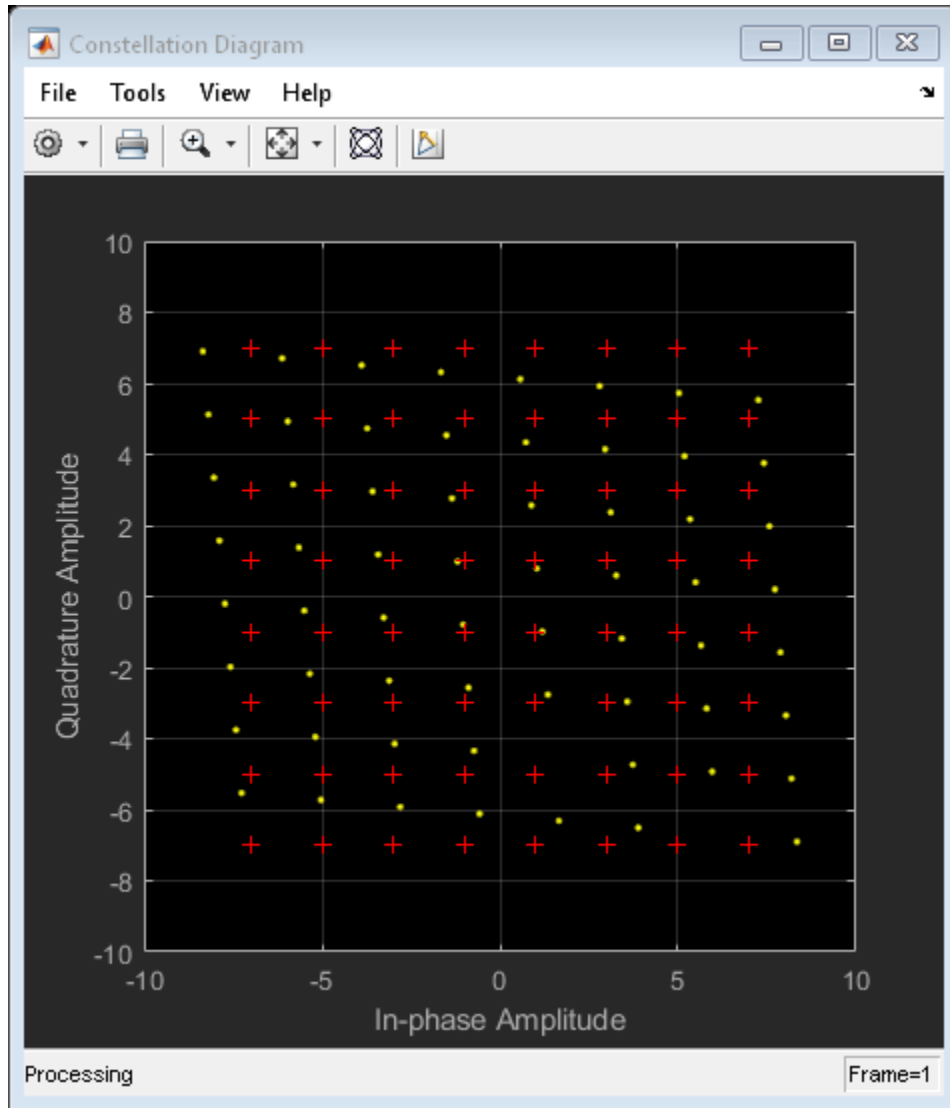 Constellation Diagram
File Tools View Help
10
8
6
4
2
0
-2
-4
-6
-8
-10
Quadrature Amplitude
-10 -5 0 5 10
In-phase Amplitude
Processing Frame=1